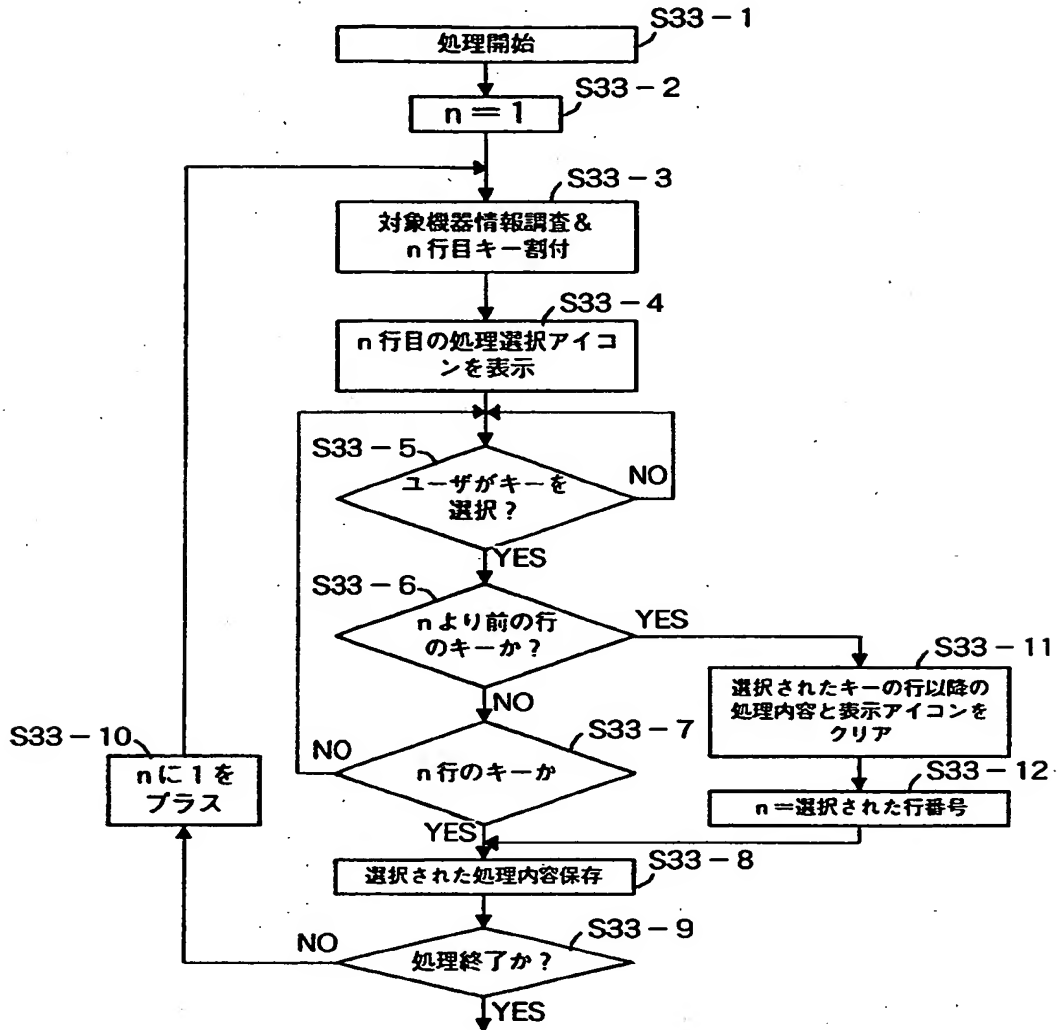 S33-1
処理開始
S33-2
n=1
S33-3
対象機器情報調査&
n行目キー割付
S33-4
n行目の処理選択アイコ
ンを表示
S33-5
ユーザがキーを
選択?
NO
YES
S33-6
nより前の行
のキーか?
YES
NO
S33-11
選択されたキーの行以降の
処理内容と表示アイコンを
クリア
S33-12
n=選択された行番号
S33-7
n行のキーか
NO
YES
S33-8
選択された処理内容保存
S33-9
処理終了か?
NO
YES
S33-10
nに1を
プラス